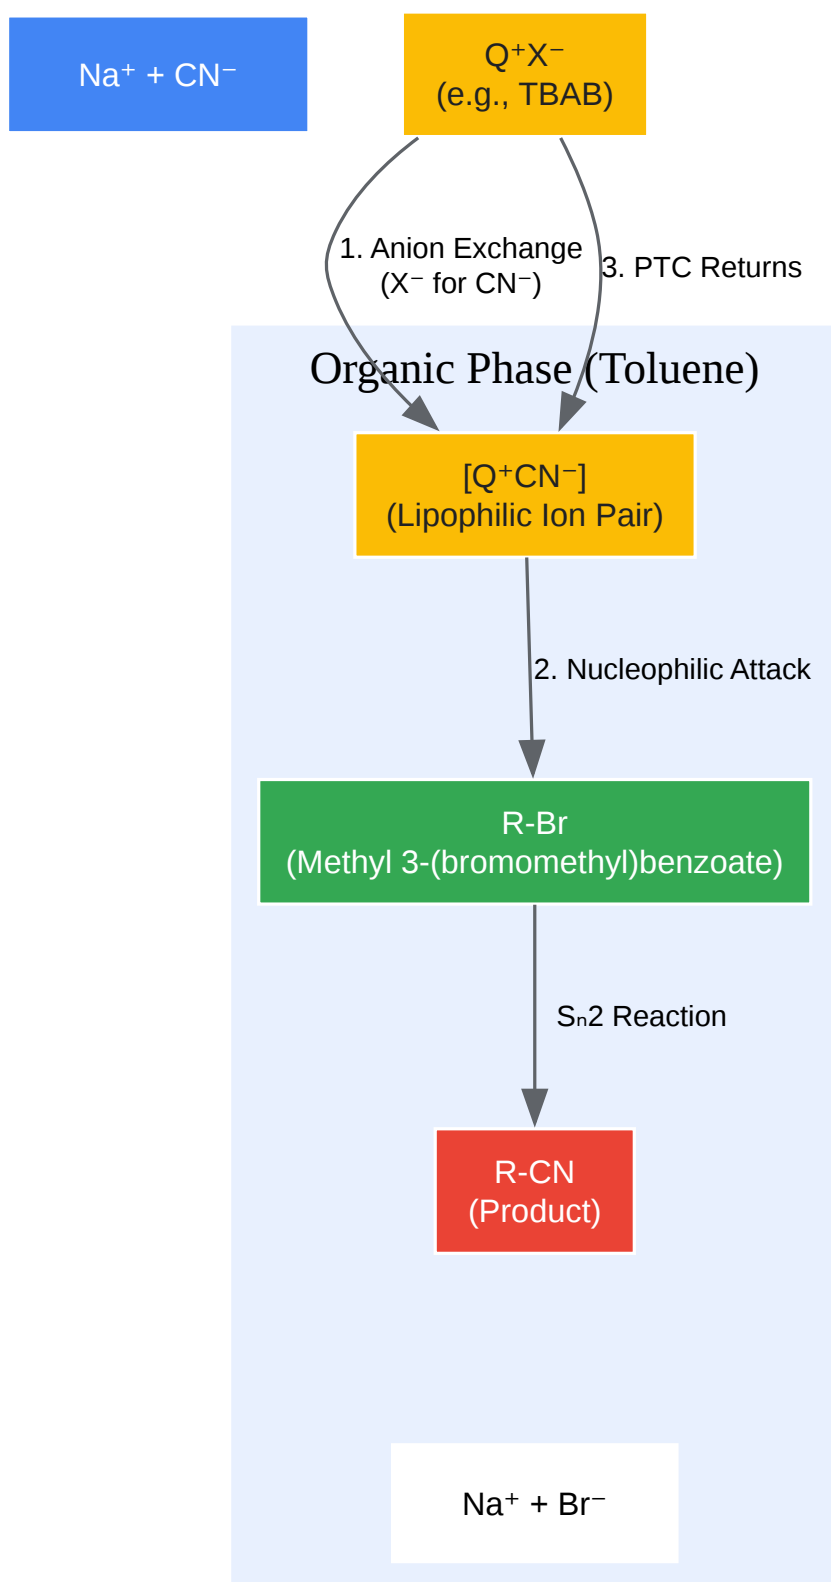 Na⁺ + CN⁻
Q⁺X⁻
(e.g., TBAB)
1. Anion Exchange
(X⁻ for CN⁻)
3. PTC Returns
Organic Phase (Toluene)
[Q⁺CN⁻]
(Lipophilic Ion Pair)
2. Nucleophilic Attack
R-Br
(Methyl 3-(bromomethyl)benzoate)
Sₙ2 Reaction
R-CN
(Product)
Na⁺ + Br⁻